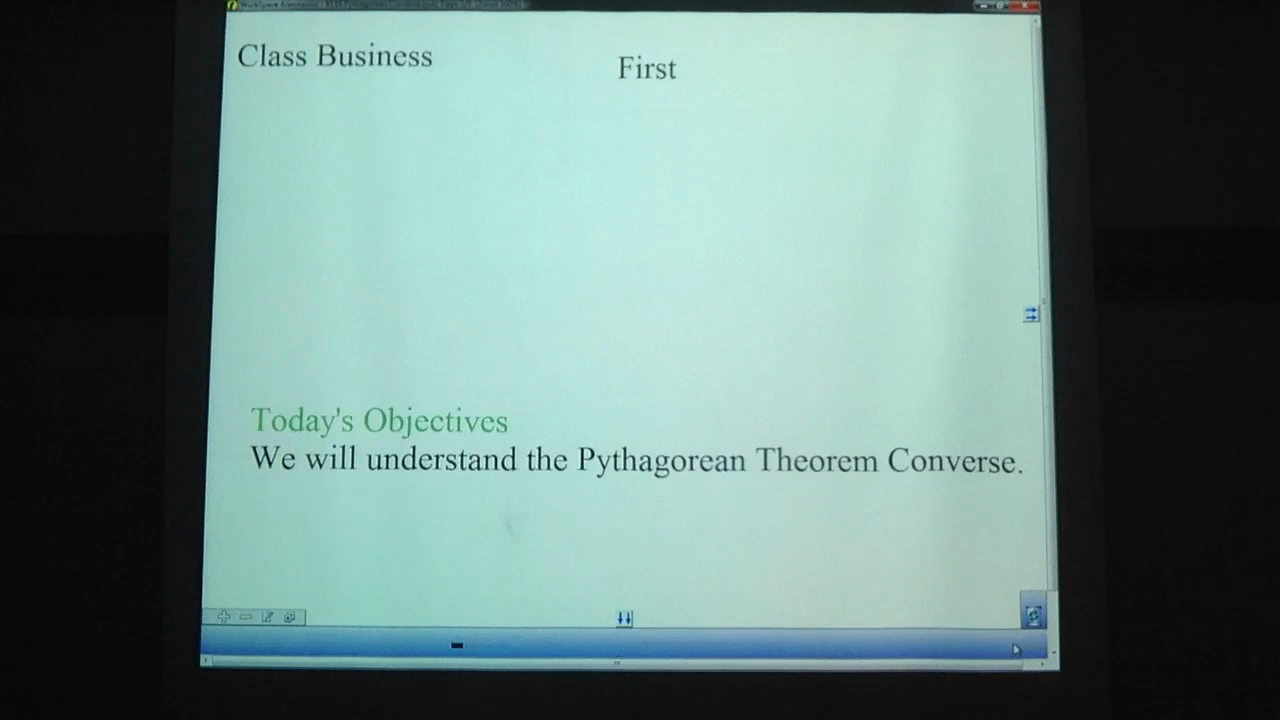 Class Business
First
Today's Objectives
We will understand the Pythagorean Theorem Converse.